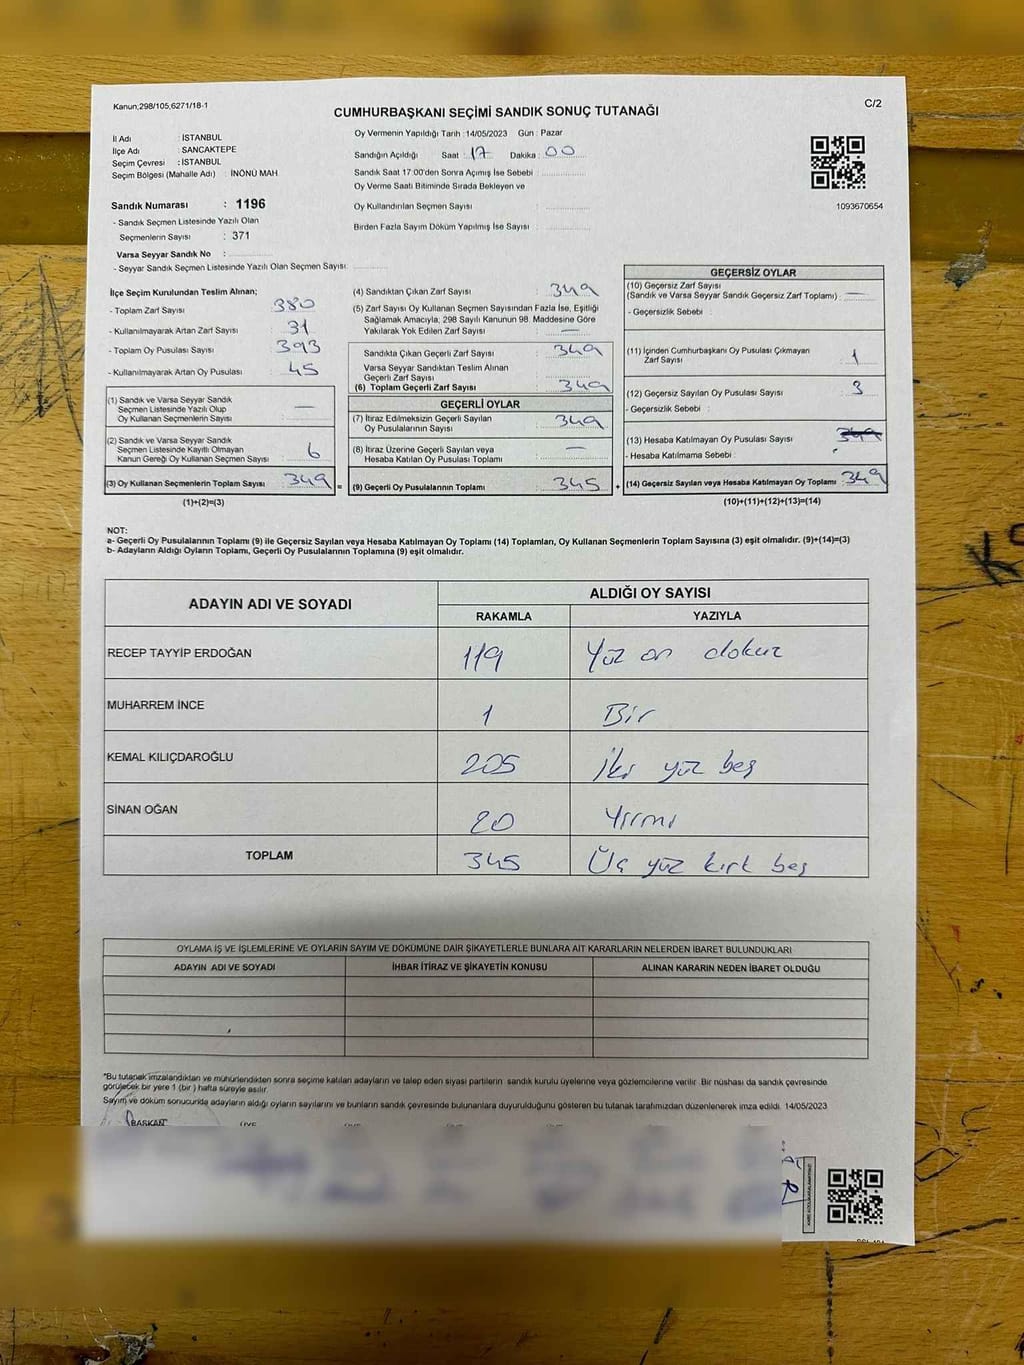 Kanun;298/105,6271/18-1
C/2
CUMHURBAŞKANI SEÇİMİ SANDIK SONUÇ TUTANAĞI
İl Adı : İSTANBUL
İlçe Adı : SANCAKTEPE
Seçim Çevresi : İSTANBUL
Seçim Bölgesi (Mahalle Adı) : İNÖNÜ MAH.
Sandık Numarası : 1196
- Sandık Seçmen Listesinde Yazılı Olan
Seçmenlerin Sayısı : 371
Varsa Seyyar Sandık No :
- Seyyar Sandık Seçmen Listesinde Yazılı Olan Seçmen Sayısı:
Oy Vermenin Yapıldığı Tarih :14/05/2023 Gün : Pazar
Sandığın Açıldığı Saat : 17 Dakika : 00
Sandık Saat 17:00'den Sonra Açılmış İse Sebebi :
Oy Verme Saati Bitiminde Sırada Bekleyen ve
Oy Kullandırılan Seçmen Sayısı :
Birden Fazla Sayım Döküm Yapılmış İse Sayısı :
1093670654
İlçe Seçim Kurulundan Teslim Alınan;
- Toplam Zarf Sayısı : 380
- Kullanılmayarak Artan Zarf Sayısı : 31
- Toplam Oy Pusulası Sayısı : 393
- Kullanılmayarak Artan Oy Pusulası : 45
(1) Sandık ve Varsa Seyyar Sandık
Seçmen Listesinde Yazılı Olup
Oy Kullanan Seçmenlerin Sayısı : —
(2) Sandık ve Varsa Seyyar Sandık
Seçmen Listesinde Kayıtlı Olmayan
Kanun Gereği Oy Kullanan Seçmen Sayısı : 6
(3) Oy Kullanan Seçmenlerin Toplam Sayısı : 349
(1)+(2)=(3)
(4) Sandıktan Çıkan Zarf Sayısı : 349
(5) Zarf Sayısı Oy Kullanan Seçmen Sayısından Fazla İse, Eşitliği
Sağlamak Amacıyla, 298 Sayılı Kanunun 98. Maddesine Göre
Yakılarak Yok Edilen Zarf Sayısı : —
Sandıkta Çıkan Geçerli Zarf Sayısı : 349
Varsa Seyyar Sandıktan Teslim Alınan
Geçerli Zarf Sayısı :
(6) Toplam Geçerli Zarf Sayısı : 349
GEÇERLİ OYLAR
(7) İtiraz Edilmeksizin Geçerli Sayılan
Oy Pusulalarının Sayısı : 349
(8) İtiraz Üzerine Geçerli Sayılan veya
Hesaba Katılan Oy Pusulası Toplamı : —
(9) Geçerli Oy Pusulalarının Toplamı : 345
GEÇERSİZ OYLAR
(10) Geçersiz Zarf Sayısı
(Sandık ve Varsa Seyyar Sandık Geçersiz Zarf Toplamı) : —
- Geçersizlik Sebebi :
(11) İçinden Cumhurbaşkanı Oy Pusulası Çıkmayan
Zarf Sayısı : 1
(12) Geçersiz Sayılan Oy Pusulası Sayısı : 3
- Geçersizlik Sebebi :
(13) Hesaba Katılmayan Oy Pusulası Sayısı : 349
- Hesaba Katılmama Sebebi :
(14) Geçersiz Sayılan veya Hesaba Katılmayan Oy Toplamı : 349
(10)+(11)+(12)+(13)=(14)
NOT:
a- Geçerli Oy Pusulalarının Toplamı (9) ile Geçersiz Sayılan veya Hesaba Katılmayan Oy Toplamı (14) Toplamları, Oy Kullanan Seçmenlerin Toplam Sayısına (3) eşit olmalıdır. (9)+(14)=(3)
b- Adayların Aldığı Oyların Toplamı, Geçerli Oy Pusulalarının Toplamına (9) eşit olmalıdır.
ADAYIN ADI VE SOYADI
ALDIĞI OY SAYISI
RAKAMLA YAZIYLA
RECEP TAYYİP ERDOĞAN 119 Yüz on dokuz
MUHARREM İNCE 1 Bir
KEMAL KILIÇDAROĞLU 205 İki yüz beş
SİNAN OĞAN 20 Yirmi
TOPLAM 345 Üç yüz kırk beş
OYLAMA İŞ VE İŞLEMLERİNE VE OYLARIN SAYIM VE DÖKÜMÜNE DAİR ŞİKAYETLERLE BUNLARA AİT KARARLARIN NELERDEN İBARET BULUNDUKLARI
ADAYIN ADI VE SOYADI İHBAR İTİRAZ VE ŞİKAYETİN KONUSU ALINAN KARARIN NEDEN İBARET OLDUĞU
*Bu tutanak imzalandıktan ve mühürlendikten sonra seçime katılan adayların ve talep eden siyasi partilerin sandık kurulu üyelerine veya gözlemcilerine verilir. Bir nüshası da sandık çevresinde
görülecek bir yere 1 (bir) hafta süreyle asılır.
Sayım ve döküm sonucunda adayların aldığı oyların sayılarını ve bunların sandık çevresinde bulunanlara duyurulduğunu gösteren bu tutanak tarafımızdan düzenlenerek imza edildi. 14/05/2023
BAŞKAN